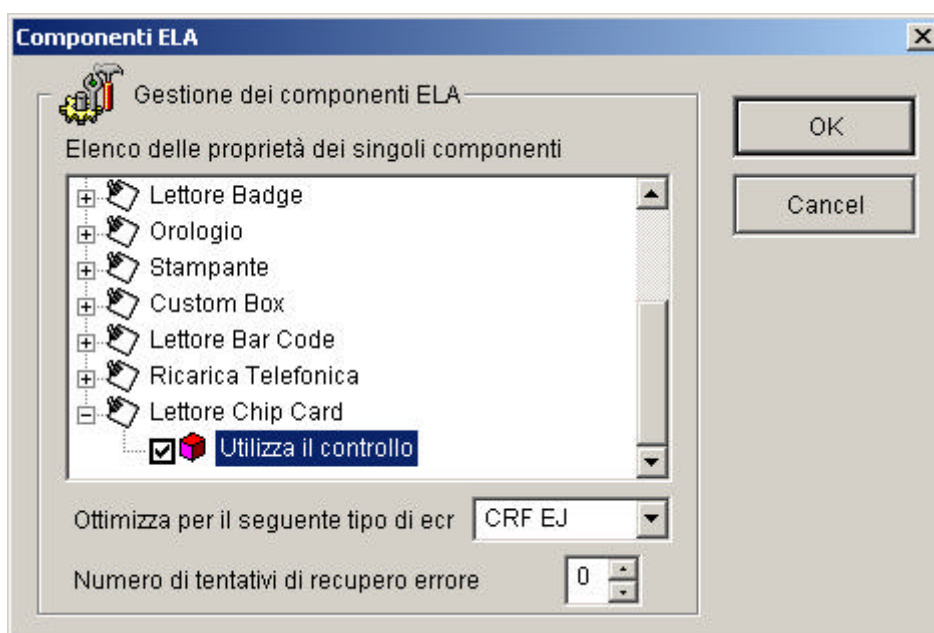 Componenti ELA
Gestione dei componenti ELA
OK
Elenco delle proprietà dei singoli componenti
Cancel
Lettore Badge
Orologio
Stampante
Custom Box
Lettore Bar Code
Ricarica Telefonica
Lettore Chip Card
Utilizza il controllo
Ottimizza per il seguente tipo di ecr CRF EJ
Numero di tentativi di recupero errore 0